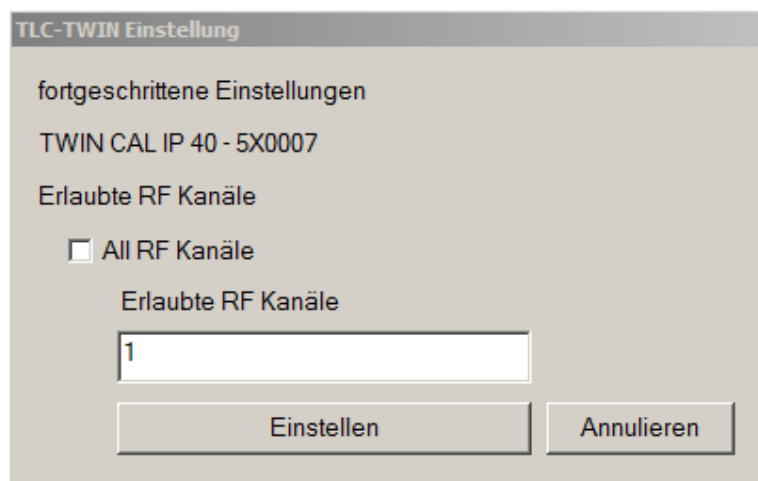 TLC-TWIN Einstellung
fortgeschrittene Einstellungen
TWIN CAL IP 40 - 5X0007
Erlaubte RF Kanäle
All RF Kanäle
Erlaubte RF Kanäle
1
Einstellen Annulieren